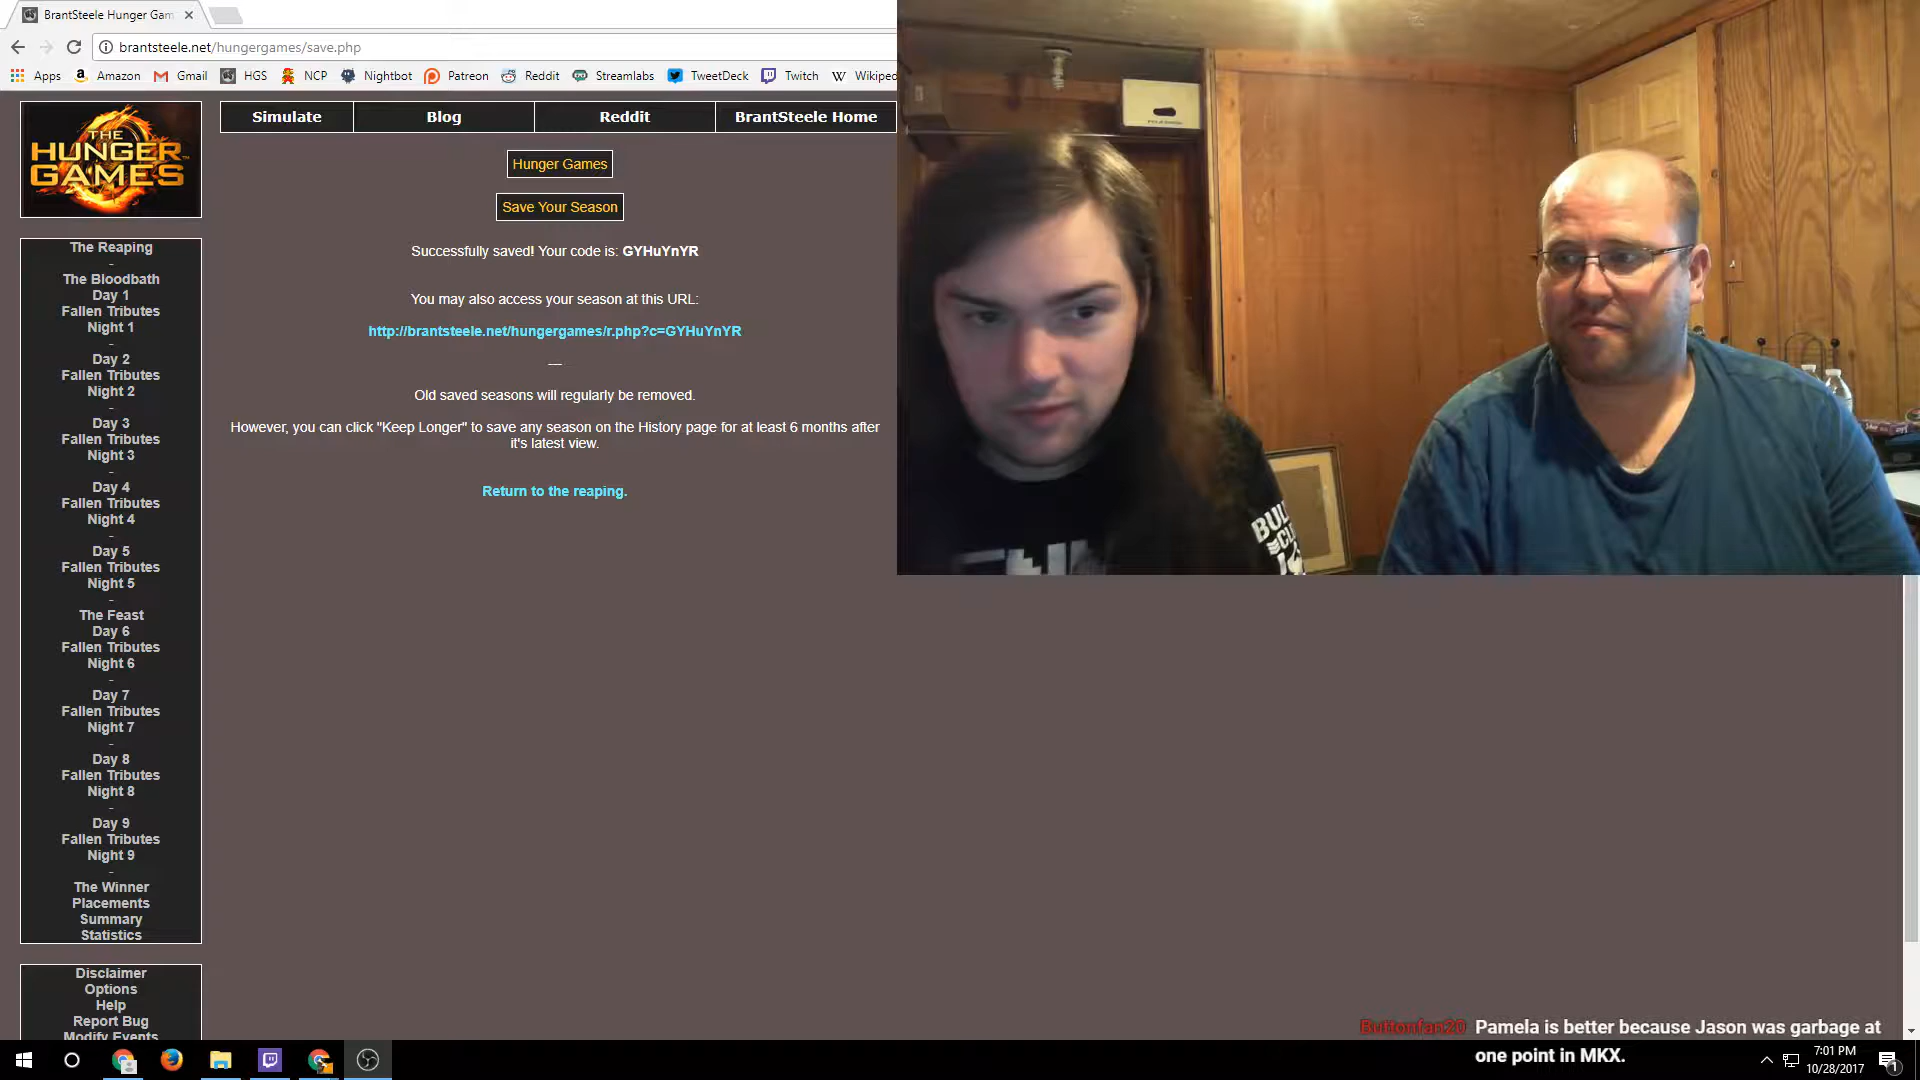 BrantSteele Hunger Gam
brantsteele.net/hungergames/save.php
Apps Amazon Gmail HGS NCP Nightbot Patreon Reddit Streamlabs TweetDeck Twitch Wikiped
THE HUNGER GAMES
Simulate Blog Reddit BrantSteele Home
Hunger Games
Save Your Season
Successfully saved! Your code is: GYHuYnYR
You may also access your season at this URL:
http://brantsteele.net/hungergames/r.php?c=GYHuYnYR
—
Old saved seasons will regularly be removed.
However, you can click "Keep Longer" to save any season on the History page for at least 6 months after
it's latest view.
Return to the reaping.
The Reaping
-
The Bloodbath
Day 1
Fallen Tributes
Night 1
-
Day 2
Fallen Tributes
Night 2
-
Day 3
Fallen Tributes
Night 3
-
Day 4
Fallen Tributes
Night 4
-
Day 5
Fallen Tributes
Night 5
-
The Feast
Day 6
Fallen Tributes
Night 6
-
Day 7
Fallen Tributes
Night 7
-
Day 8
Fallen Tributes
Night 8
-
Day 9
Fallen Tributes
Night 9
-
The Winner
Placements
Summary
Statistics
Disclaimer
Options
Help
Report Bug
Modify Events
Buttonfan20 Pamela is better because Jason was garbage at
one point in MKX.
7:01 PM
10/28/2017
1